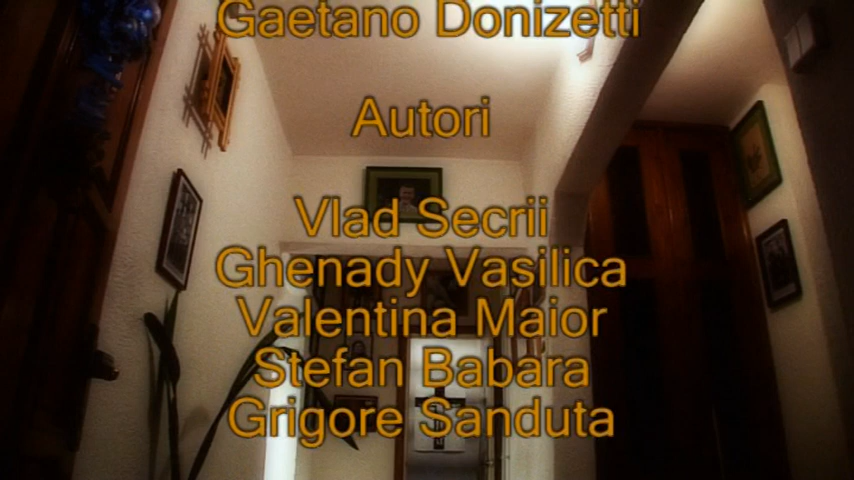 Gaetano Donizetti
Autori
Vlad Secrii
Ghenady Vasilica
Valentina Maior
Stefan Babara
Grigore Sanduta